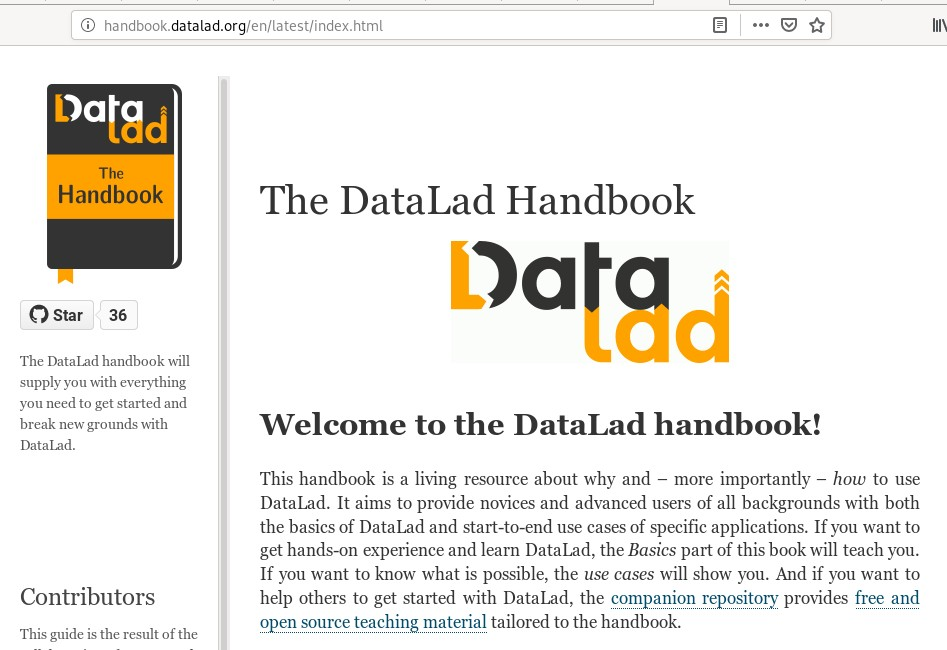 handbook.datalad.org/en/latest/index.html
Data
lad
The
Handbook
Star 36
The DataLad handbook will
supply you with everything
you need to get started and
break new grounds with
DataLad.
Contributors
This guide is the result of the
The DataLad Handbook
Data
lad
Welcome to the DataLad handbook!
This handbook is a living resource about why and – more importantly – how to use
DataLad. It aims to provide novices and advanced users of all backgrounds with both
the basics of DataLad and start-to-end use cases of specific applications. If you want to
get hands-on experience and learn DataLad, the Basics part of this book will teach you.
If you want to know what is possible, the use cases will show you. And if you want to
help others to get started with DataLad, the companion repository provides free and
open source teaching material tailored to the handbook.